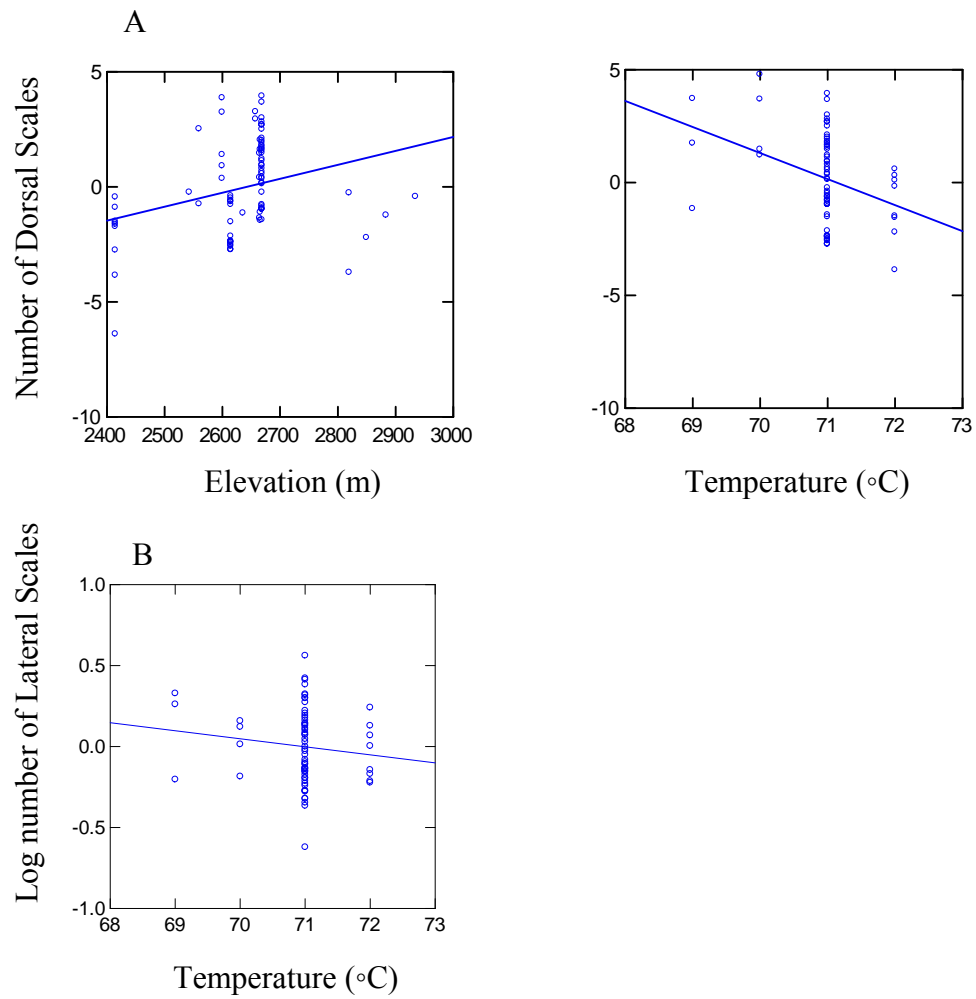 A
Number of Dorsal Scales
5
0
-5
-10
2400 2500 2600 2700 2800 2900 3000
Elevation (m)
5
0
-5
-10
68 69 70 71 72 73
Temperature (◦C)
B
Log number of Lateral Scales
1.0
0.5
0.0
-0.5
-1.0
68 69 70 71 72 73
Temperature (◦C)